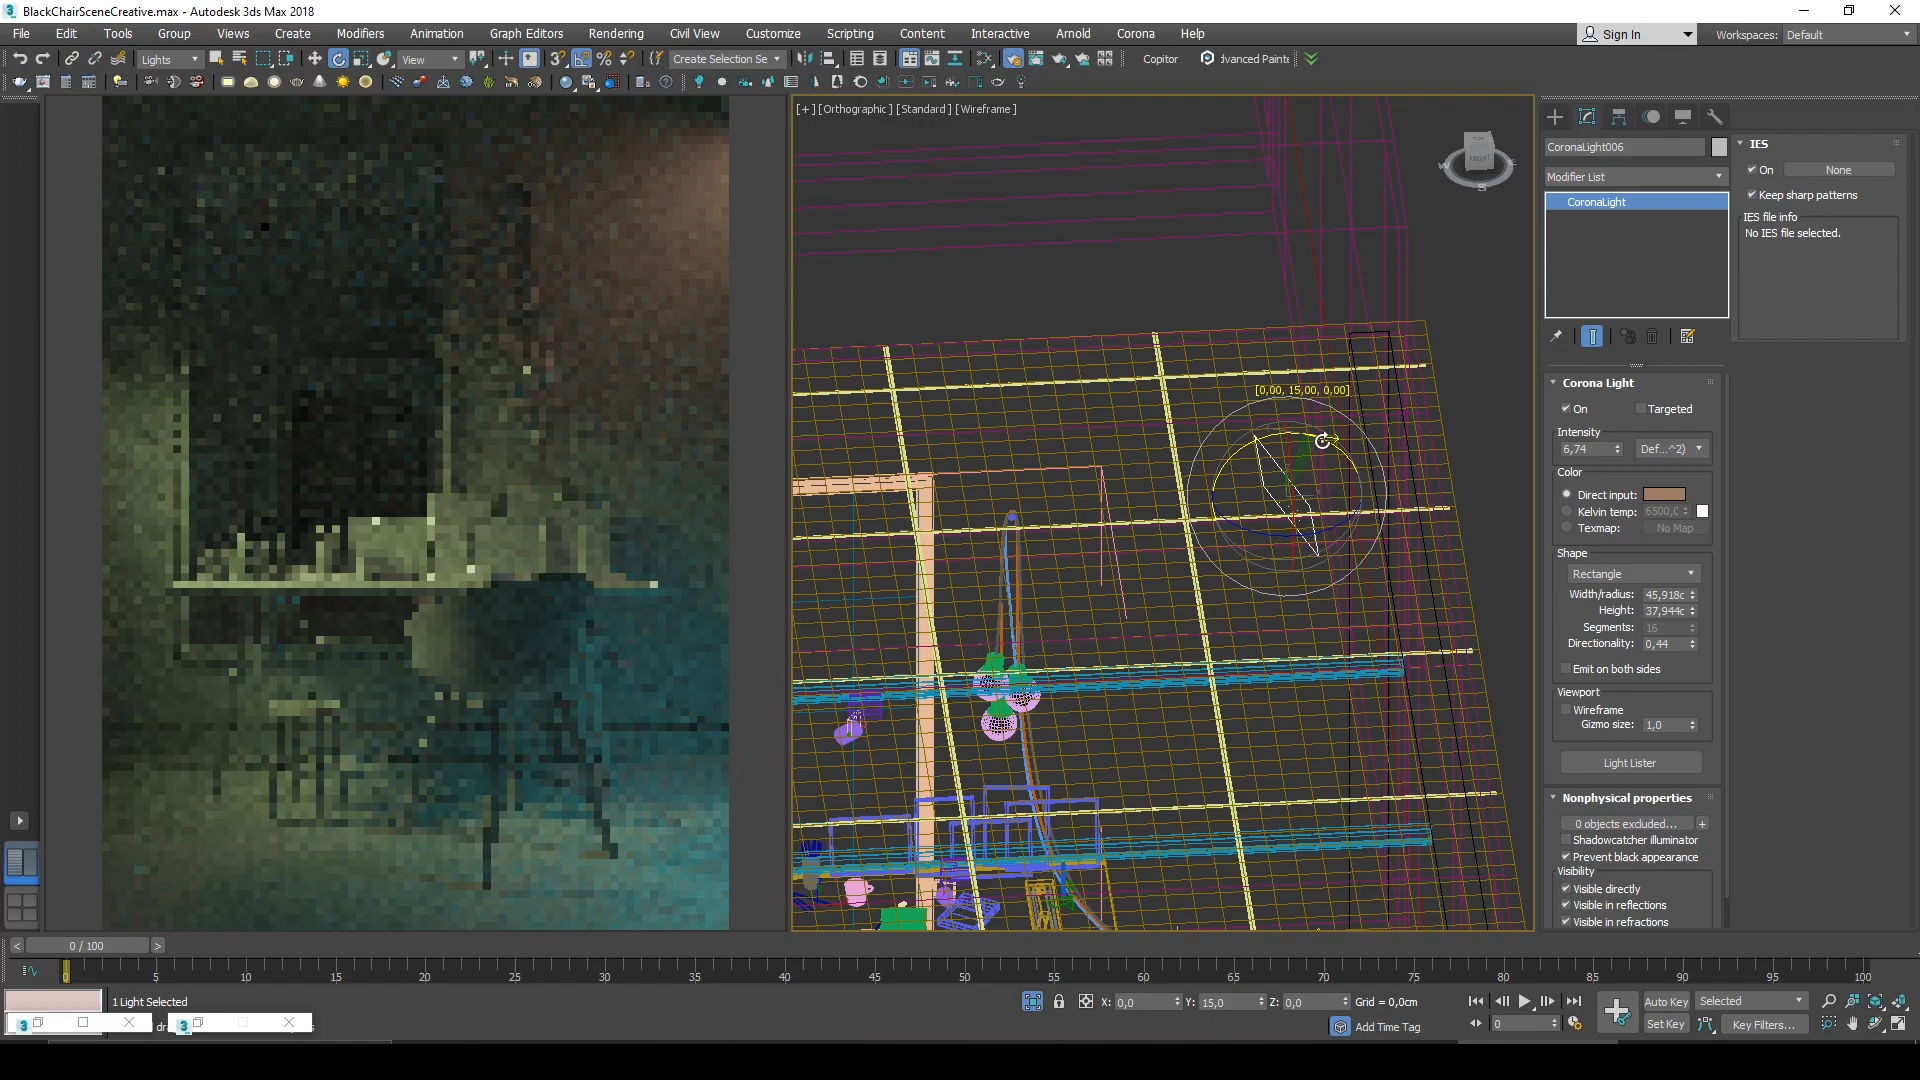 BlackChairSceneCreative.max - Autodesk 3ds Max 2018
File Edit Tools Group Views Create Modifiers Animation Graph Editors Rendering Civil View Customize Scripting Content Interactive Arnold Corona Help
Sign In
Workspaces: Default
Lights
View
Create Selection Se
Copitor
Advanced Paint
[+] [Orthographic] [Standard] [Wireframe]
FRONT
W
S
[0,00, 15,00, 0,00]
CoronaLight006
Modifier List
CoronaLight
IES
On None
Keep sharp patterns
IES file info
No IES file selected.
Corona Light
On Targeted
Intensity
6,74 Def...^2)
Color
Direct input:
Kelvin temp: 6500,0
Texmap: No Map
Shape
Rectangle
Width/radius: 45,918c
Height: 37,944c
Segments: 16
Directionality: 0,44
Emit on both sides
Viewport
Wireframe
Gizmo size: 1,0
Light Lister
Nonphysical properties
0 objects excluded... +
Shadowcatcher illuminator
Prevent black appearance
Visibility
Visible directly
Visible in reflections
Visible in refractions
< 0 / 100 >
0 5 10 15 20 25 30 35 40 45 50 55 60 65 70 75 80 85 90 95 100
1 Light Selected
X: 0,0 Y: 15,0 Z: 0,0 Grid = 0,0cm
Auto Key Selected
Add Time Tag
0
Set Key Key Filters...